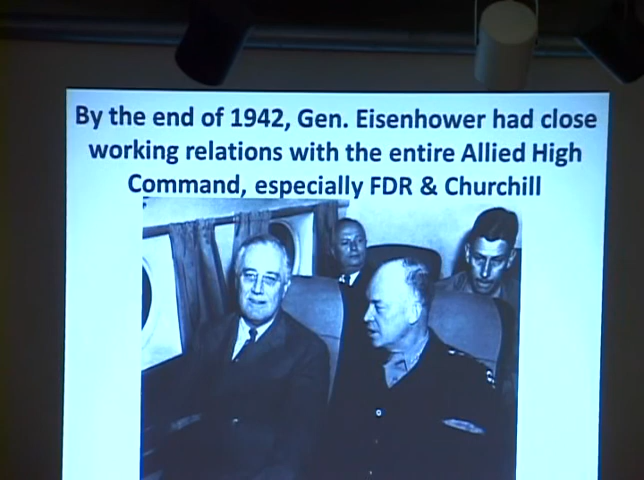 By the end of 1942, Gen. Eisenhower had close
working relations with the entire Allied High
Command, especially FDR & Churchill